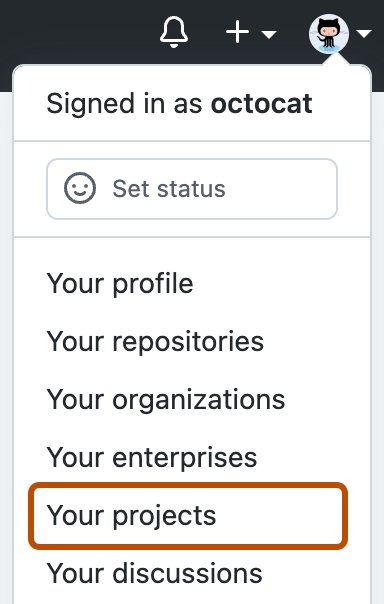 Signed in as octocat
Set status
Your profile
Your repositories
Your organizations
Your enterprises
Your projects
Your discussions